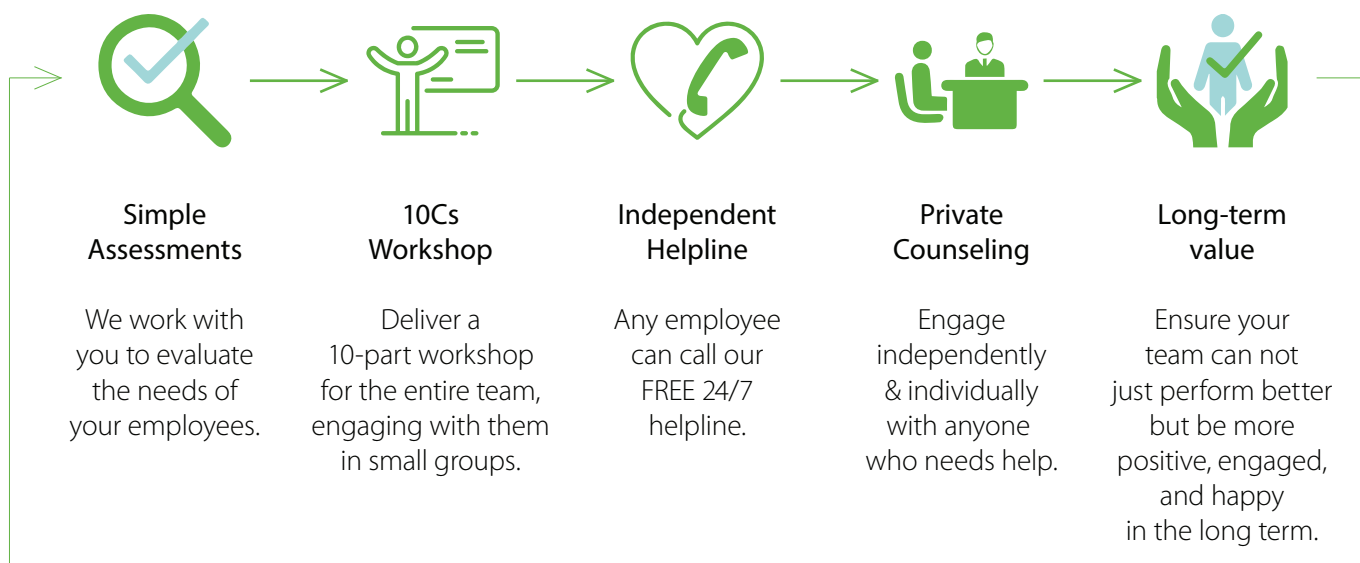 Simple
Assessments
We work with
you to evaluate
the needs of
your employees.
10Cs
Workshop
Deliver a
10-part workshop
for the entire team,
engaging with them
in small groups.
Independent
Helpline
Any employee
can call our
FREE 24/7
helpline.
Private
Counseling
Engage
independently
& individually
with anyone
who needs help.
Long-term
value
Ensure your
team can not
just perform better
but be more
positive, engaged,
and happy
in the long term.